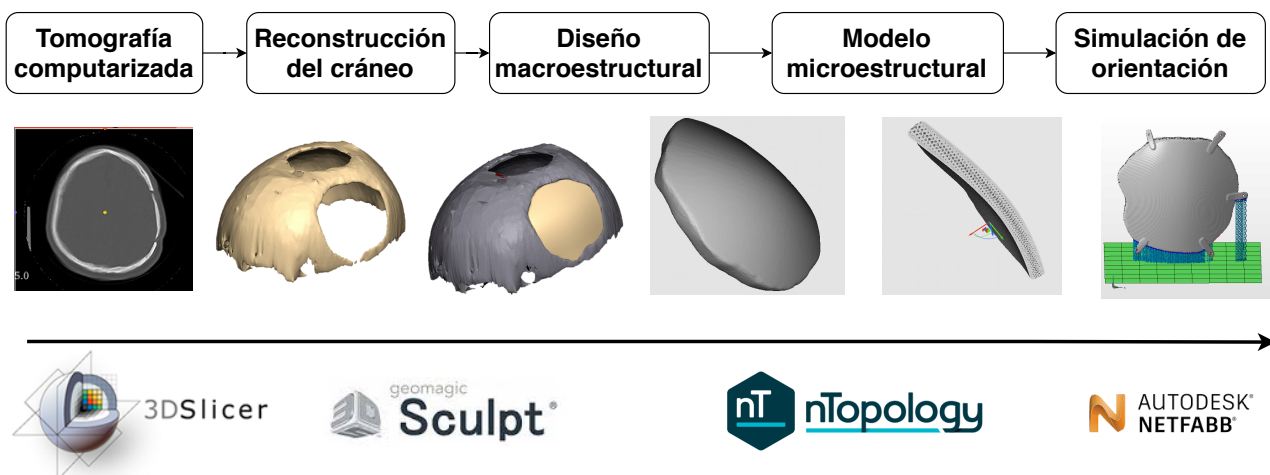 Tomografía
computarizada
Reconstrucción
del cráneo
Diseño
macroestructural
Modelo
microestructural
Simulación de
orientación
5.0
3DSlicer
geomagic
Sculpt®
nT nTopology
AUTODESK®
NETFABB®